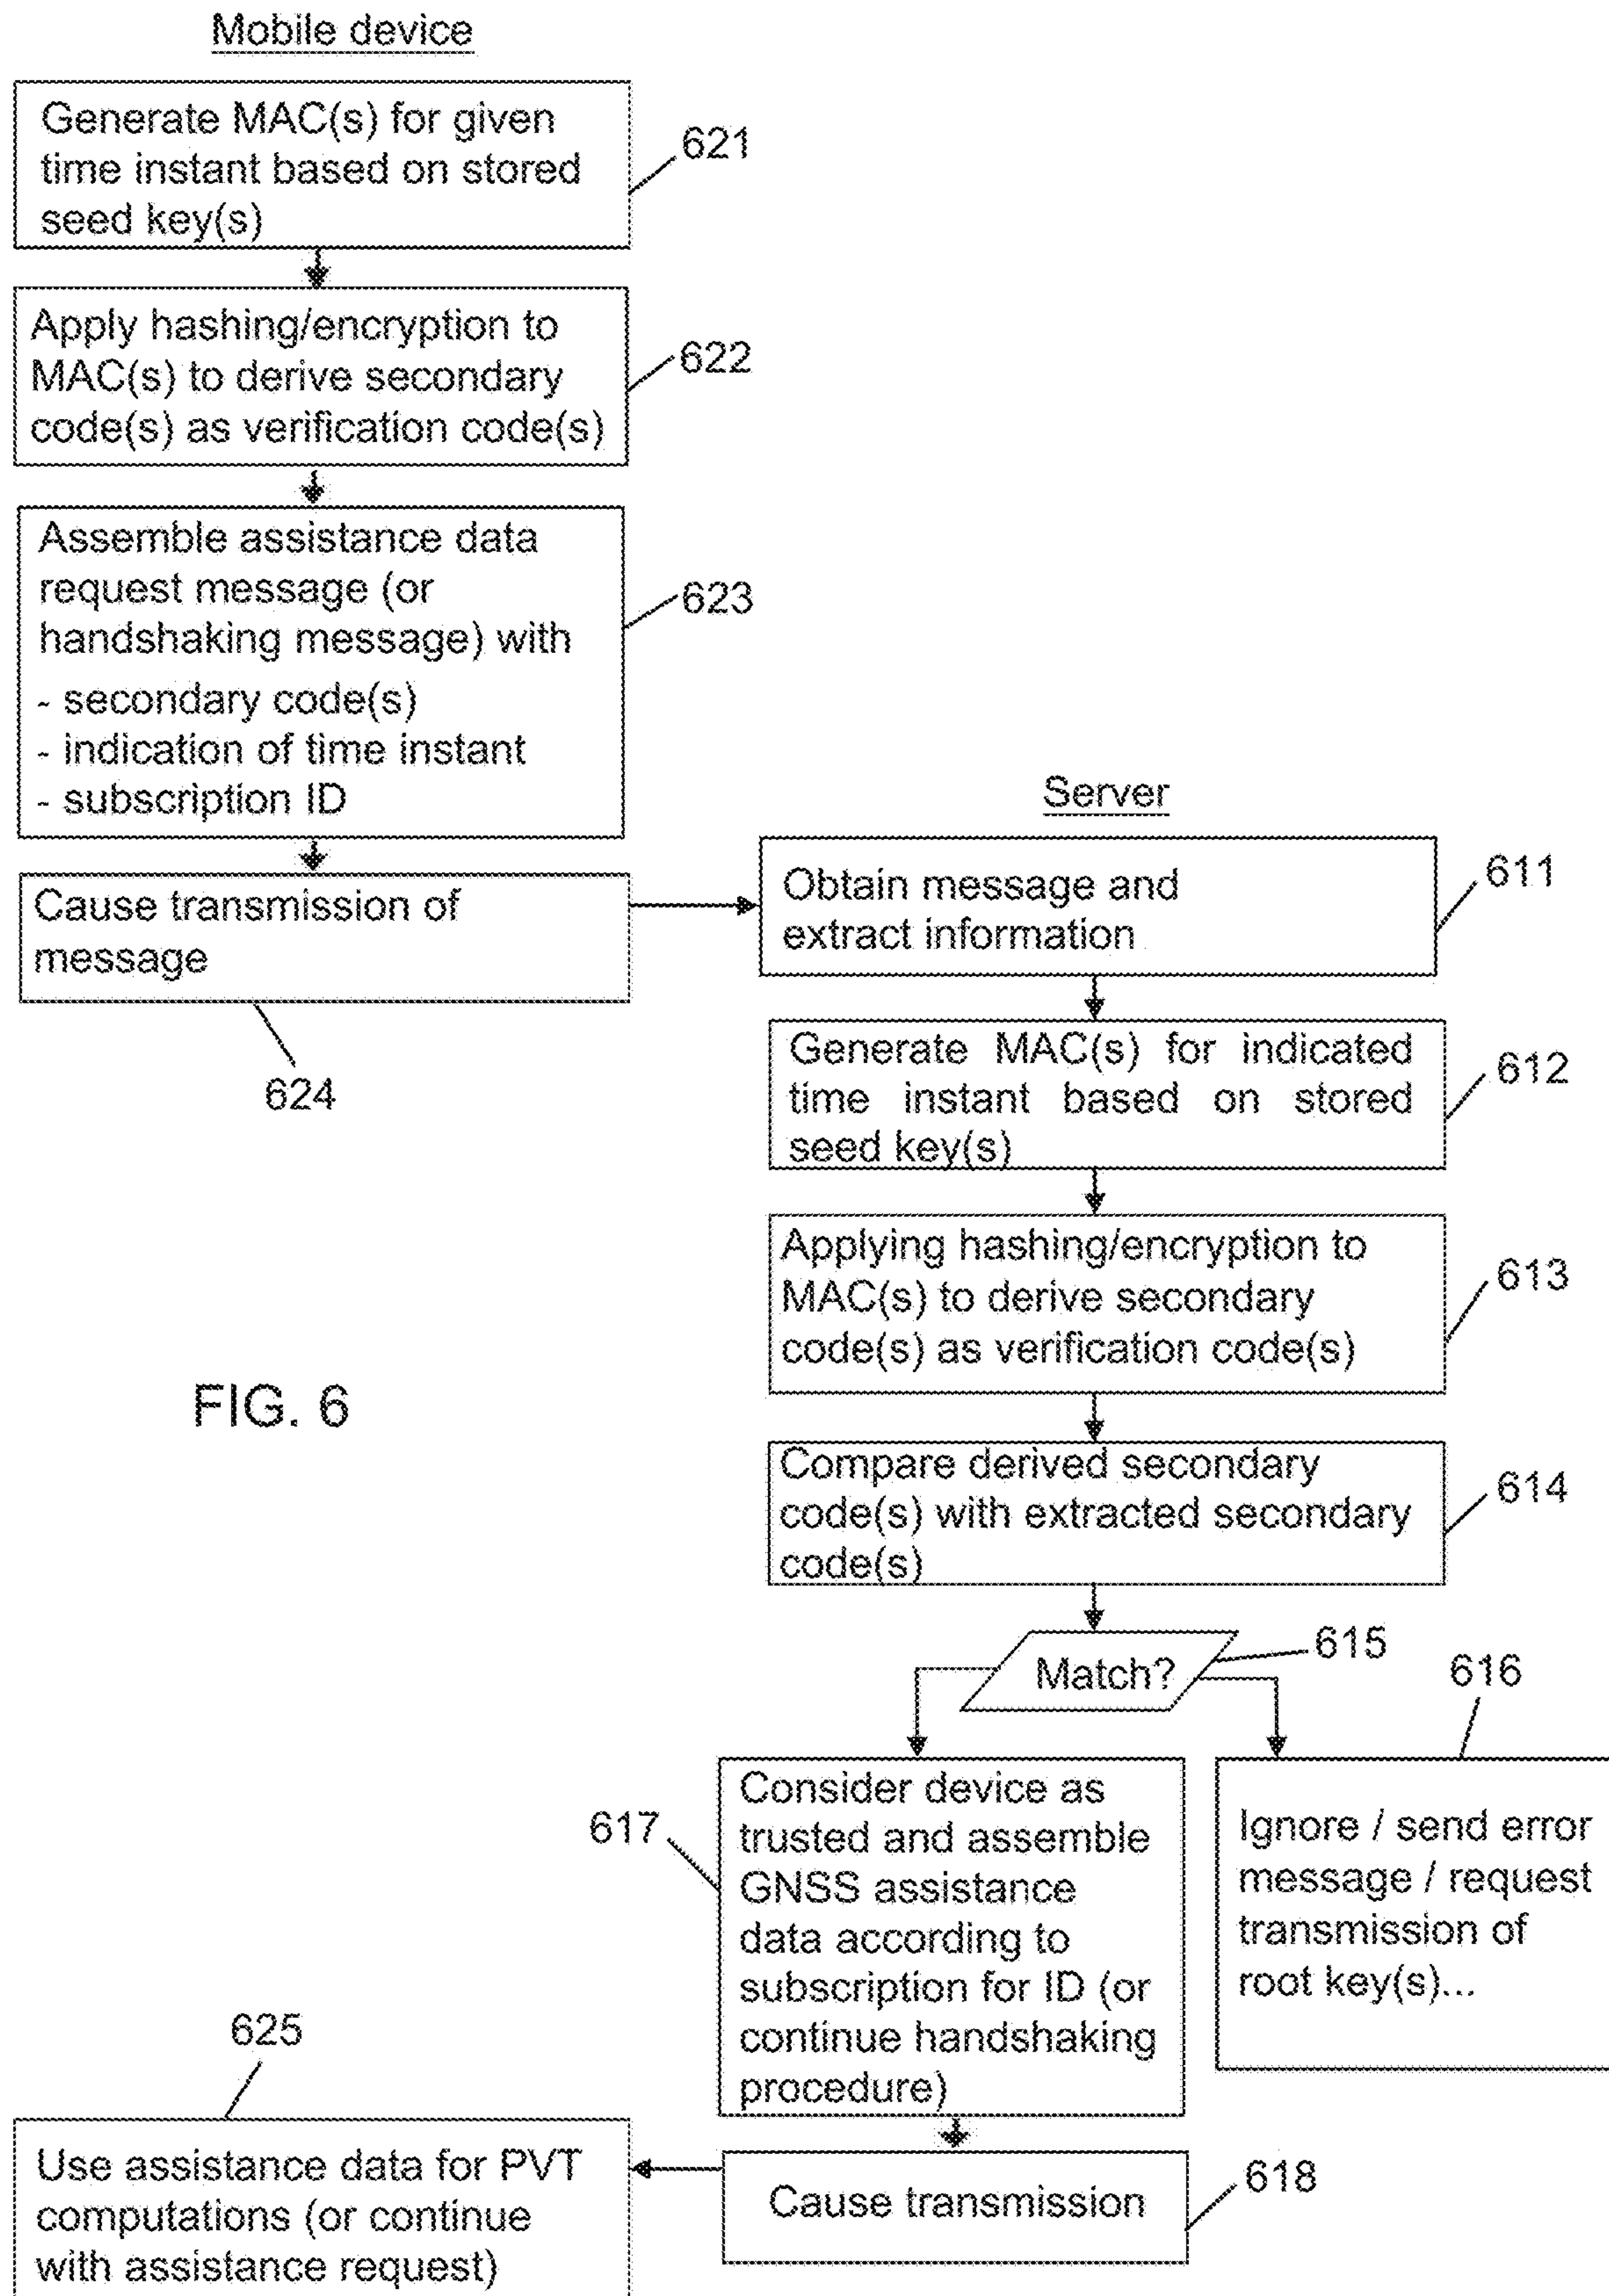 Mobile device
Generate MAC(s) for given
time instant based on stored
seed key(s)
621
Apply hashing/encryption to
MAC(s) to derive secondary
code(s) as verification code(s)
622
Assemble assistance data
request message (or
handshaking message) with
- secondary code(s)
- indication of time instant
- subscription ID
623
Cause transmission of
message
624
Server
Obtain message and
extract information
611
Generate MAC(s) for indicated
time instant based on stored
seed key(s)
612
Applying hashing/encryption to
MAC(s) to derive secondary
code(s) as verification code(s)
613
FIG. 6
Compare derived secondary
code(s) with extracted secondary
code(s)
614
Match?
615
616
Ignore / send error
message / request
transmission of
root key(s)...
617
Consider device as
trusted and assemble
GNSS assistance
data according to
subscription for ID (or
continue handshaking
procedure)
Cause transmission
618
625
Use assistance data for PVT
computations (or continue
with assistance request)